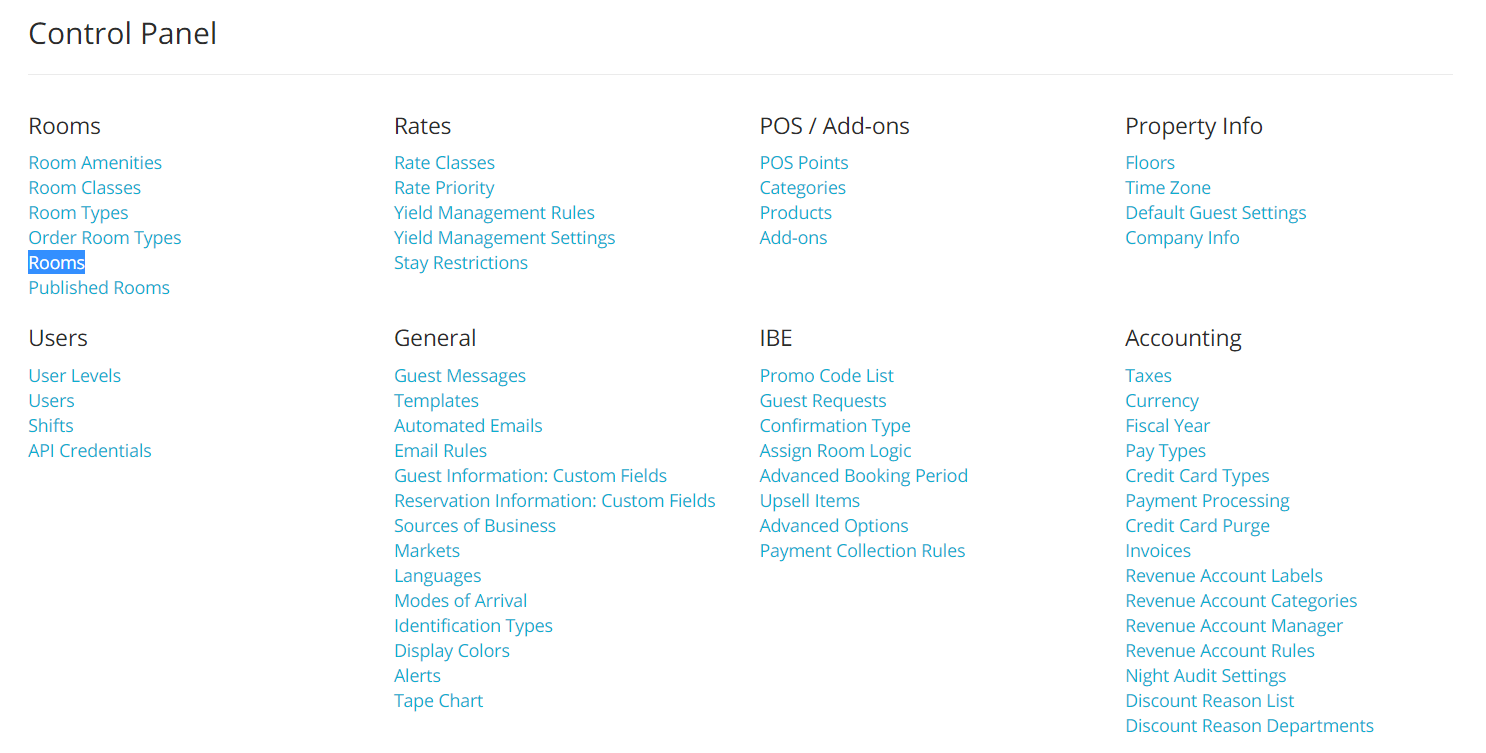 Control Panel
Rooms
Room Amenities
Room Classes
Room Types
Order Room Types
Rooms
Published Rooms
Rates
Rate Classes
Rate Priority
Yield Management Rules
Yield Management Settings
Stay Restrictions
POS / Add-ons
POS Points
Categories
Products
Add-ons
Property Info
Floors
Time Zone
Default Guest Settings
Company Info
Users
User Levels
Users
Shifts
API Credentials
General
Guest Messages
Templates
Automated Emails
Email Rules
Guest Information: Custom Fields
Reservation Information: Custom Fields
Sources of Business
Markets
Languages
Modes of Arrival
Identification Types
Display Colors
Alerts
Tape Chart
IBE
Promo Code List
Guest Requests
Confirmation Type
Assign Room Logic
Advanced Booking Period
Upsell Items
Advanced Options
Payment Collection Rules
Accounting
Taxes
Currency
Fiscal Year
Pay Types
Credit Card Types
Payment Processing
Credit Card Purge
Invoices
Revenue Account Labels
Revenue Account Categories
Revenue Account Manager
Revenue Account Rules
Night Audit Settings
Discount Reason List
Discount Reason Departments